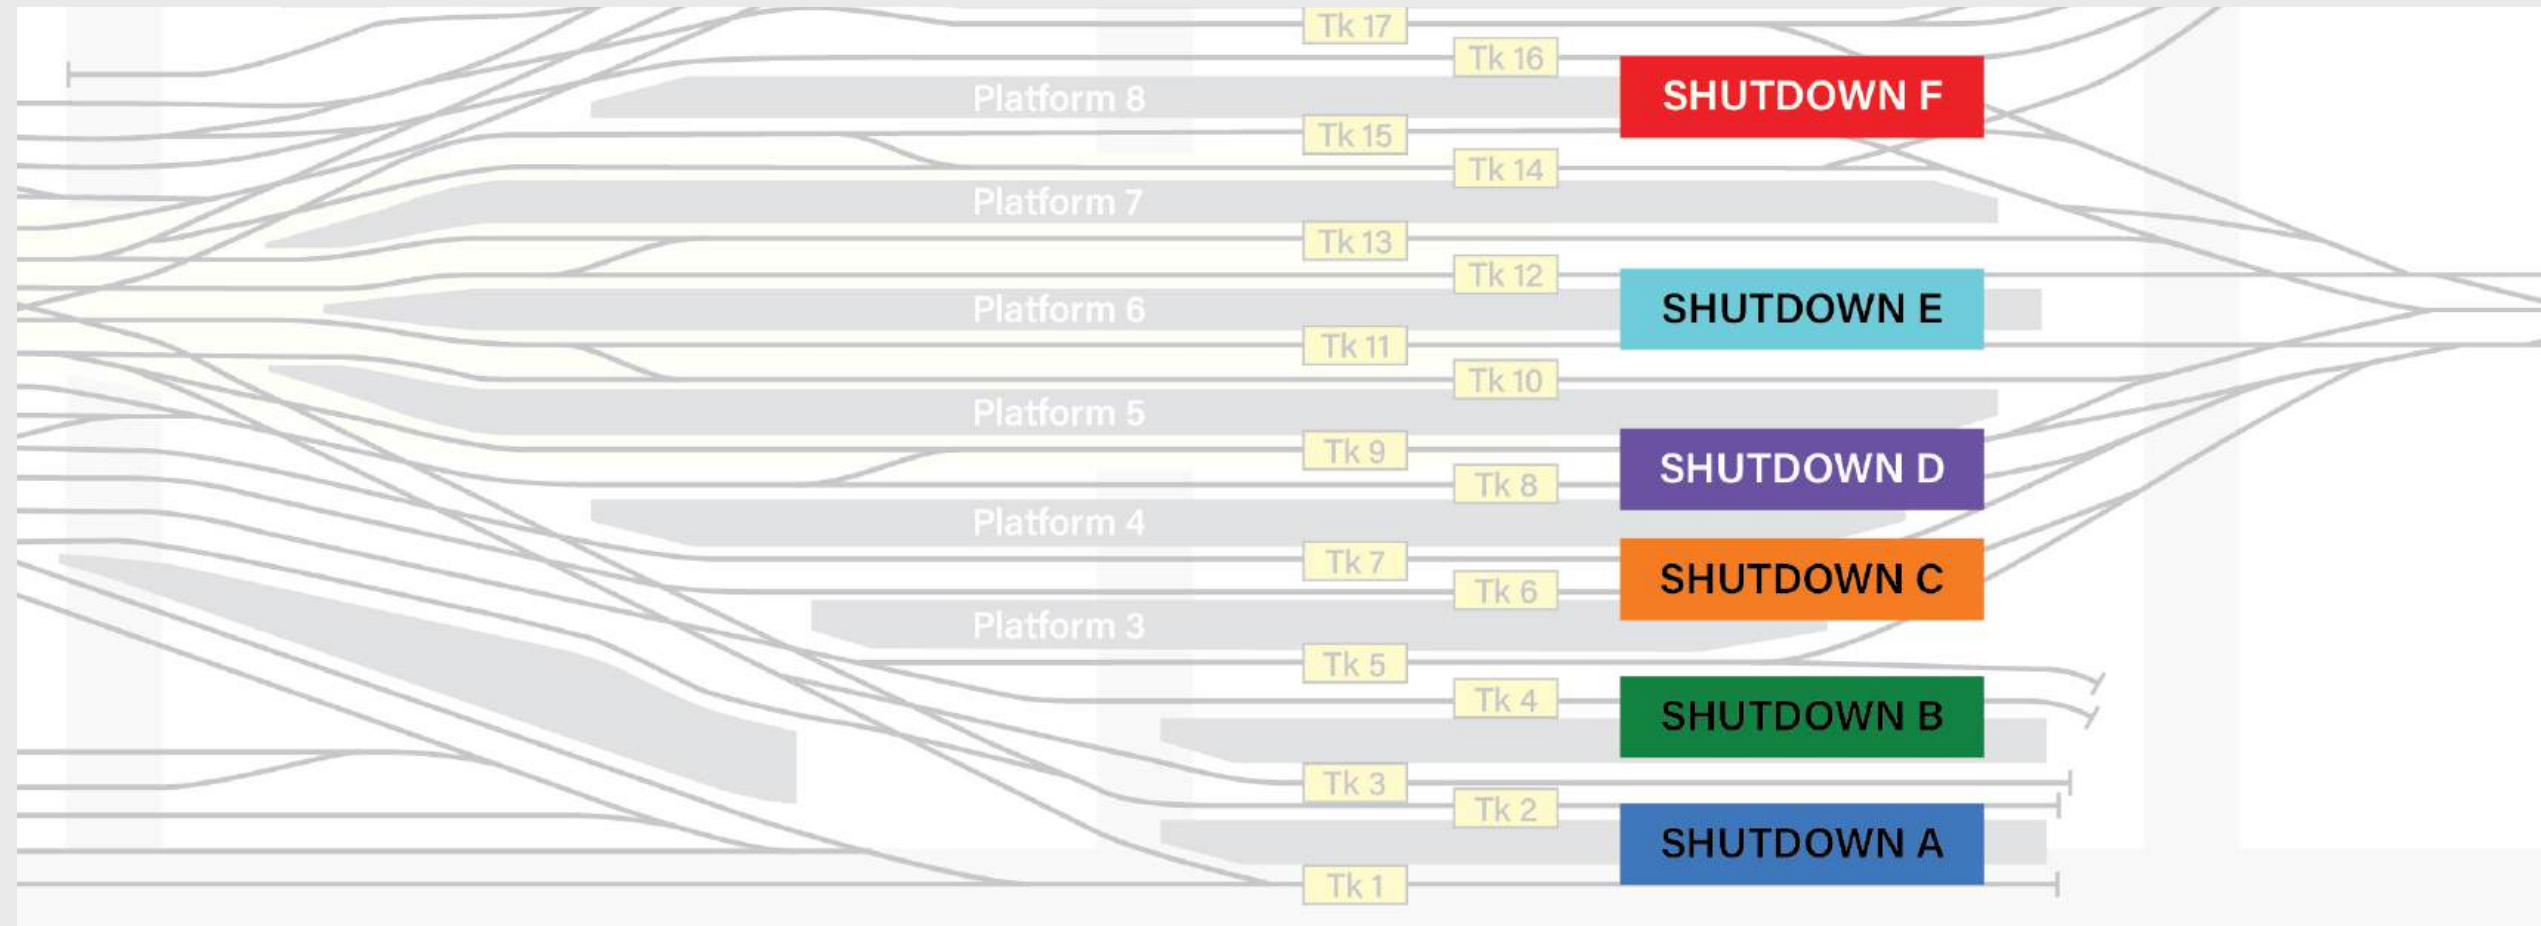 Tk 17
Tk 16
Platform 8
SHUTDOWN F
Tk 15
Tk 14
Platform 7
Tk 13
Tk 12
Platform 6
SHUTDOWN E
Tk 11
Tk 10
Platform 5
Tk 9
SHUTDOWN D
Tk 8
Platform 4
Tk 7
SHUTDOWN C
Tk 6
Platform 3
Tk 5
Tk 4
SHUTDOWN B
Tk 3
Tk 2
SHUTDOWN A
Tk 1